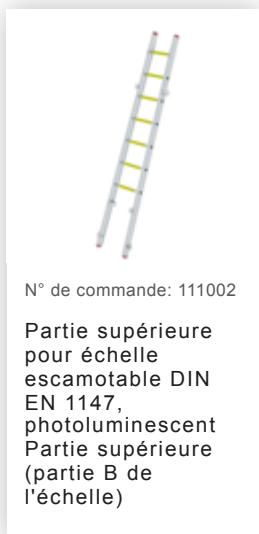 N° de commande: 111002
Partie supérieure
pour échelle
escamotable DIN
EN 1147,
photoluminescent
Partie supérieure
(partie B de
l'échelle)